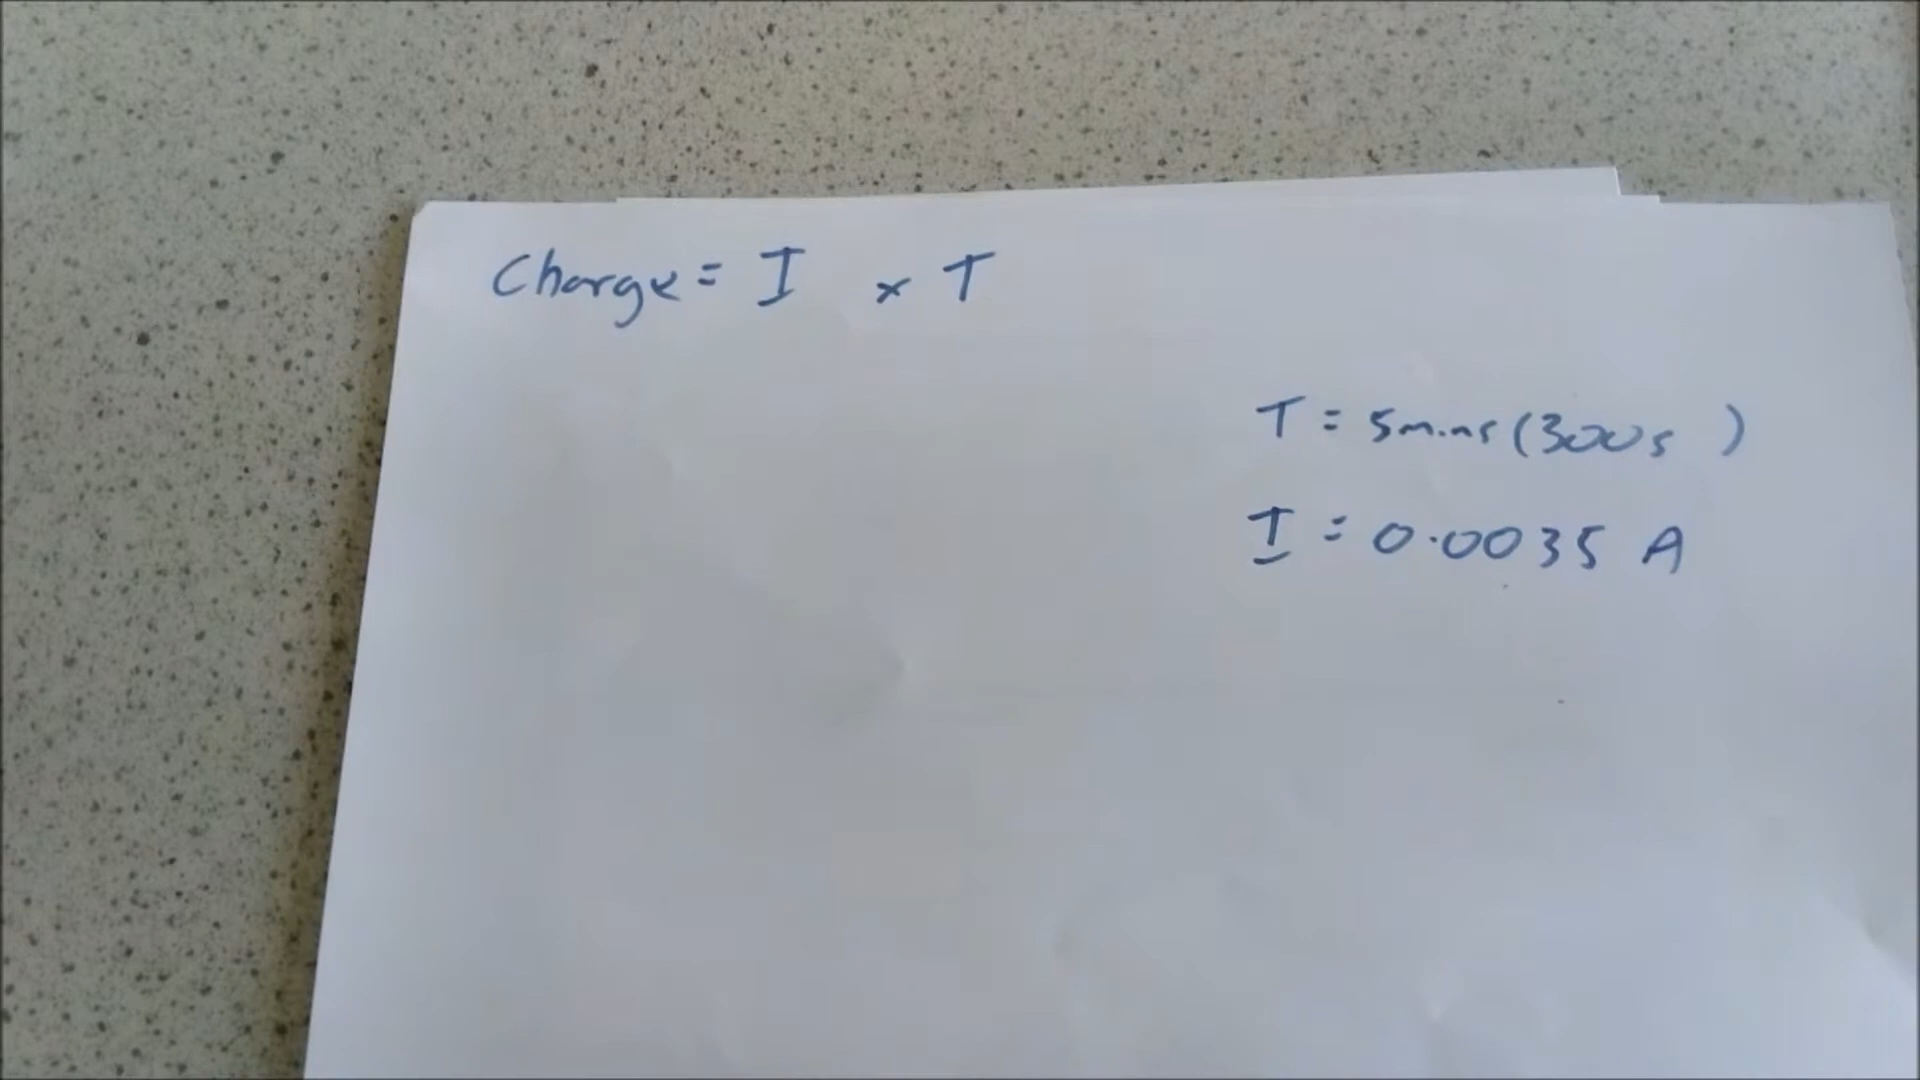 Charge = I × T
T = 5mins (300s )
I = 0.0035 A